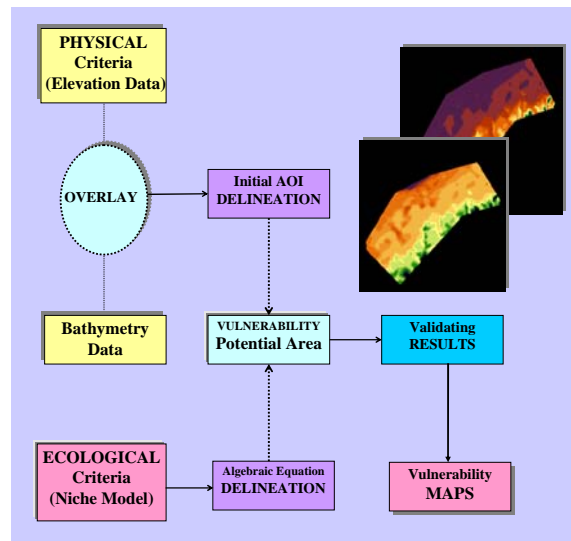 PHYSICAL
Criteria
(Elevation Data)
OVERLAY
Initial AOI
DELINEATION
Bathymetry
Data
VULNERABILITY
Potential Area
Validating
RESULTS
ECOLOGICAL
Criteria
(Niche Model)
Algebraic Equation
DELINEATION
Vulnerability
MAPS